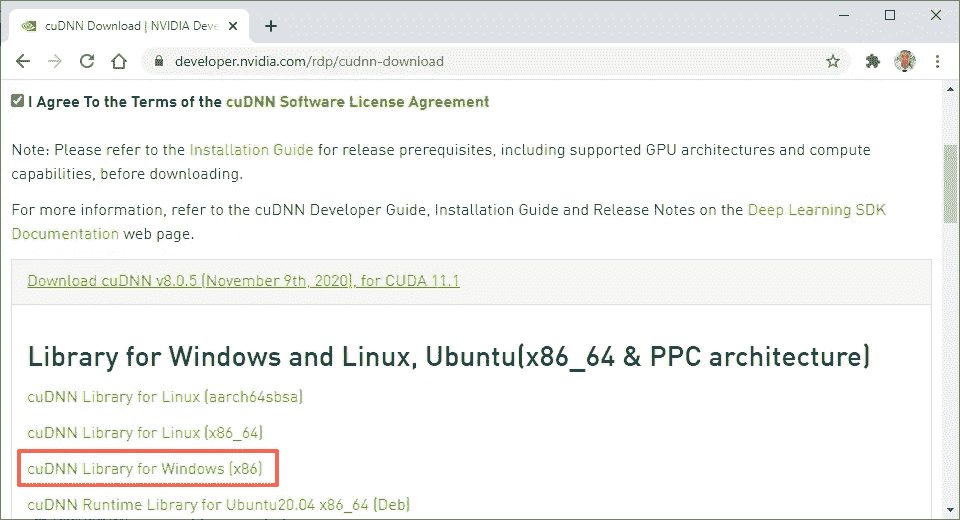 cuDNN Download | NVIDIA Deve
developer.nvidia.com/rdp/cudnn-download
I Agree To the Terms of the cuDNN Software License Agreement
Note: Please refer to the Installation Guide for release prerequisites, including supported GPU architectures and compute
capabilities, before downloading.
For more information, refer to the cuDNN Developer Guide, Installation Guide and Release Notes on the Deep Learning SDK
Documentation web page.
Download cuDNN v8.0.5 (November 9th, 2020), for CUDA 11.1
Library for Windows and Linux, Ubuntu(x86_64 & PPC architecture)
cuDNN Library for Linux (aarch64sbsa)
cuDNN Library for Linux (x86_64)
cuDNN Library for Windows (x86)
cuDNN Runtime Library for Ubuntu20.04 x86_64 (Deb)